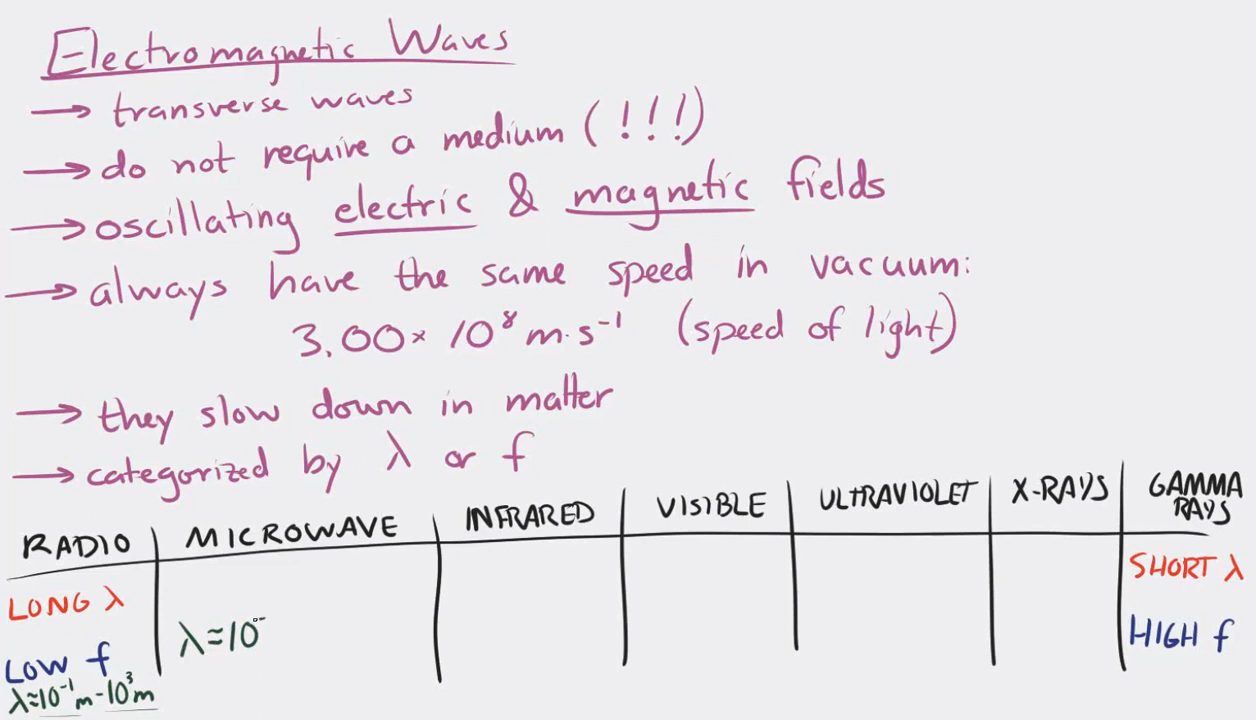 Electromagnetic Waves
→ transverse waves
→ do not require a medium (!!!)
→ oscillating electric & magnetic fields
→ always have the same speed in vacuum:
3.00 × 10⁸ m·s⁻¹ (speed of light)
→ they slow down in matter
→ categorized by λ or f
RADIO MICROWAVE INFRARED VISIBLE ULTRAVIOLET X-RAYS GAMMA RAYS
LONG λ SHORT λ
LOW f λ≈10⁻ HIGH f
λ≈10⁻¹m-10³m